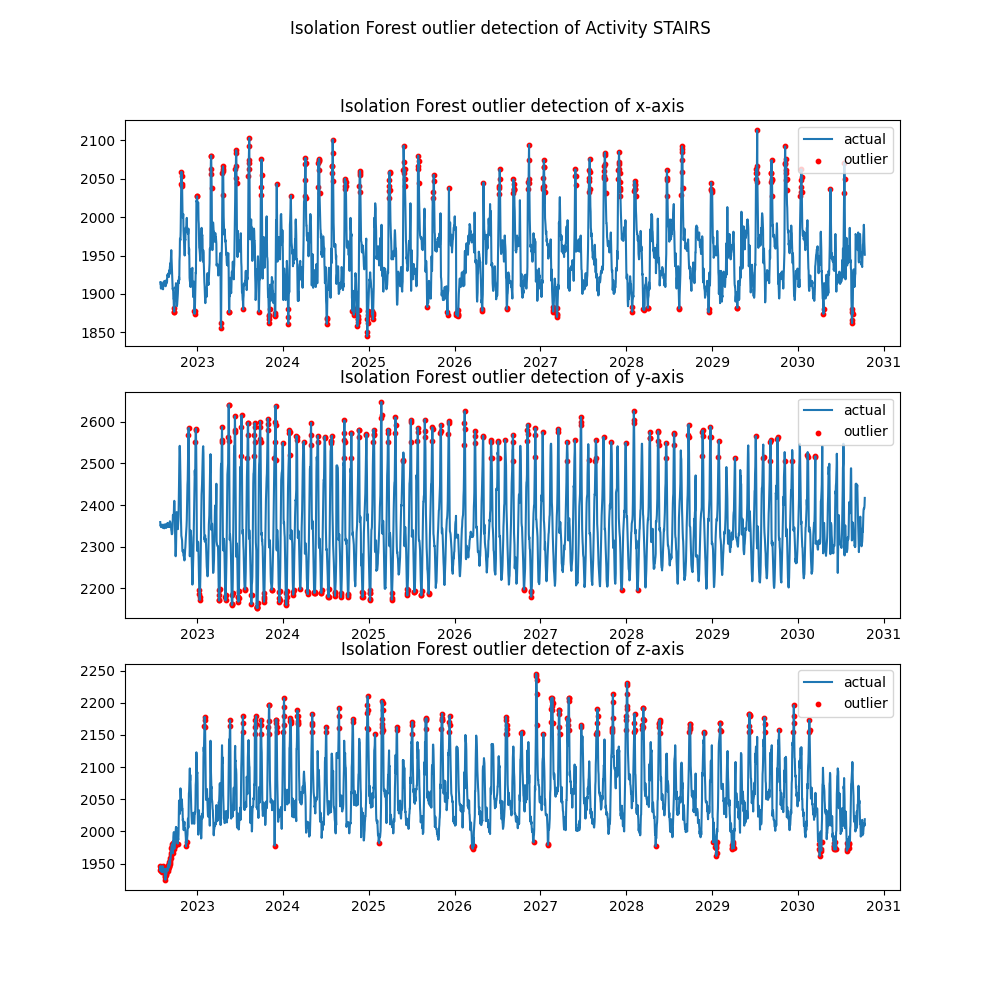 Isolation Forest outlier detection of Activity STAIRS
Isolation Forest outlier detection of x-axis
2100
2050
2000
1950
1900
1850
actual
outlier
2023 2024 2025 2026 2027 2028 2029 2030 2031
Isolation Forest outlier detection of y-axis
2600
2500
2400
2300
2200
actual
outlier
2023 2024 2025 2026 2027 2028 2029 2030 2031
Isolation Forest outlier detection of z-axis
2250
2200
2150
2100
2050
2000
1950
actual
outlier
2023 2024 2025 2026 2027 2028 2029 2030 2031